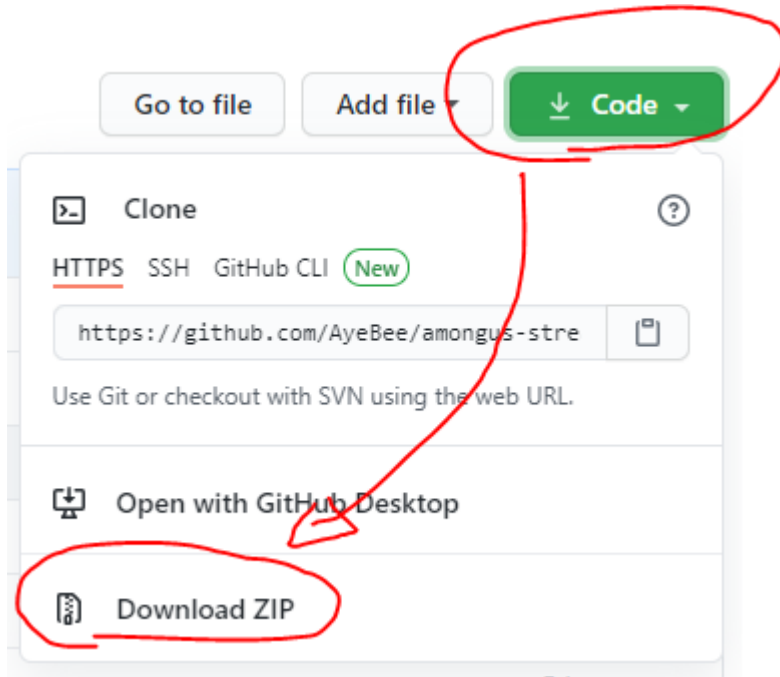 Go to file Add file Code
Clone
HTTPS SSH GitHub CLI New
https://github.com/AyeBee/amongus-stre
Use Git or checkout with SVN using the web URL.
Open with GitHub Desktop
Download ZIP